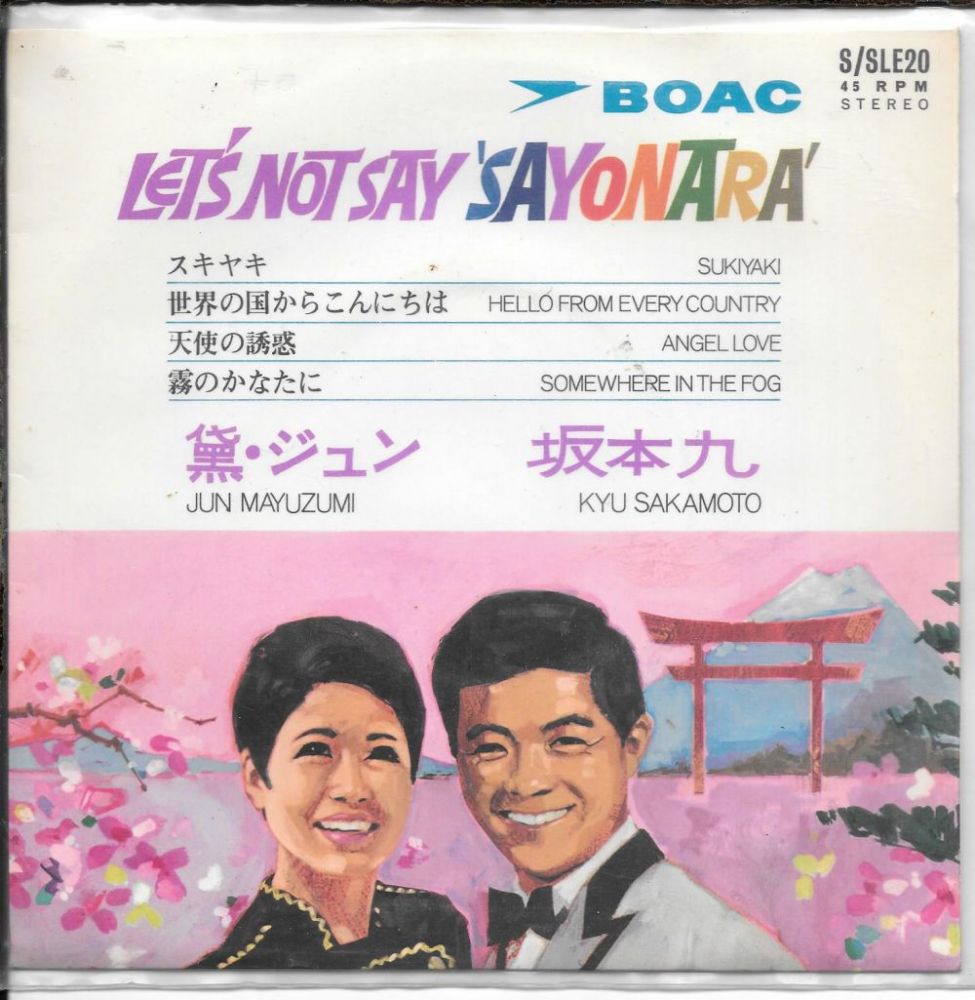 S/SLE20
45 RPM
STEREO
BOAC
LET'S NOT SAY 'SAYONARA'
スキヤキ SUKIYAKI
世界の国からこんにちは HELLO FROM EVERY COUNTRY
天使の誘惑 ANGEL LOVE
霧のかなたに SOMEWHERE IN THE FOG
黛・ジュン 坂本九
JUN MAYUZUMI KYU SAKAMOTO